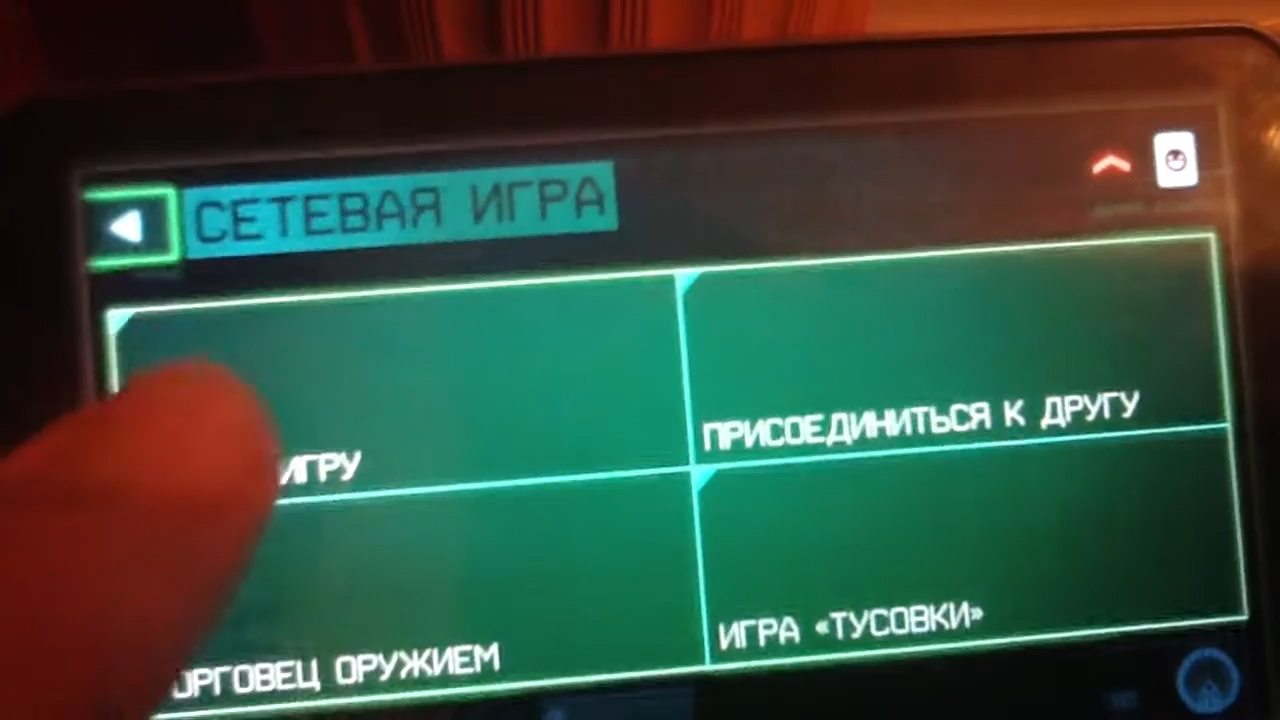 СЕТЕВАЯ ИГРА
ИГРУ
ПРИСОЕДИНИТЬСЯ К ДРУГУ
ОРГОВЕЦ ОРУЖИЕМ
ИГРА «ТУСОВКИ»